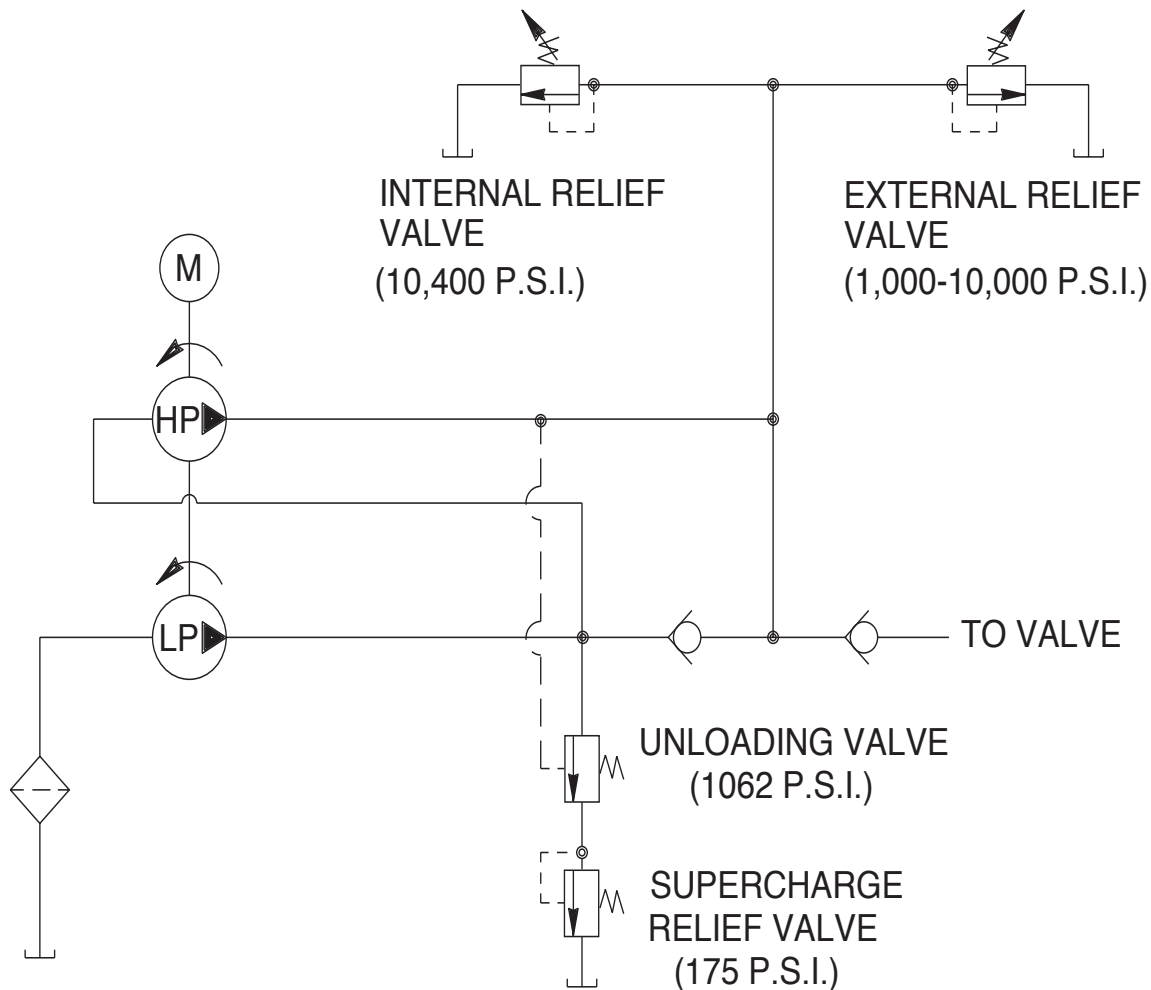 INTERNAL RELIEF
VALVE
(10,400 P.S.I.)
EXTERNAL RELIEF
VALVE
(1,000-10,000 P.S.I.)
M
HP
LP
TO VALVE
UNLOADING VALVE
(1062 P.S.I.)
SUPERCHARGE
RELIEF VALVE
(175 P.S.I.)